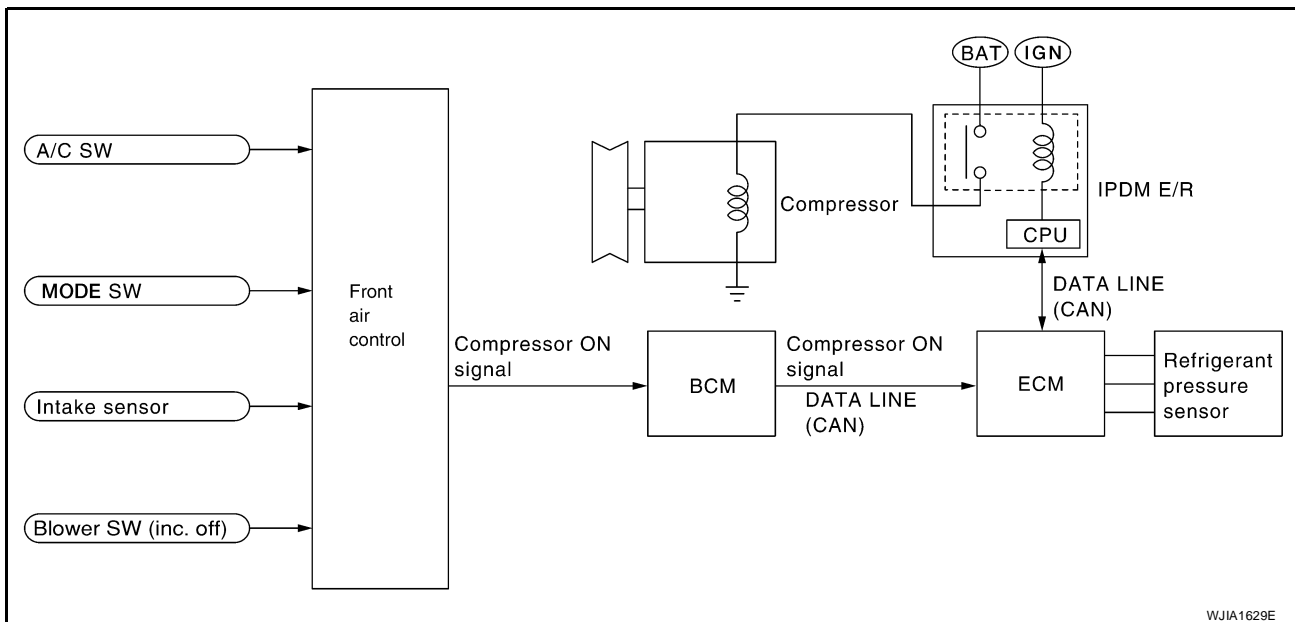 BAT
IGN
A/C SW
IPDM E/R
Compressor
CPU
MODE SW
Front
air
control
DATA LINE
(CAN)
Compressor ON
signal
BCM
Compressor ON
signal
DATA LINE
(CAN)
ECM
Refrigerant
pressure
sensor
Intake sensor
Blower SW (inc. off)
WJIA1629E